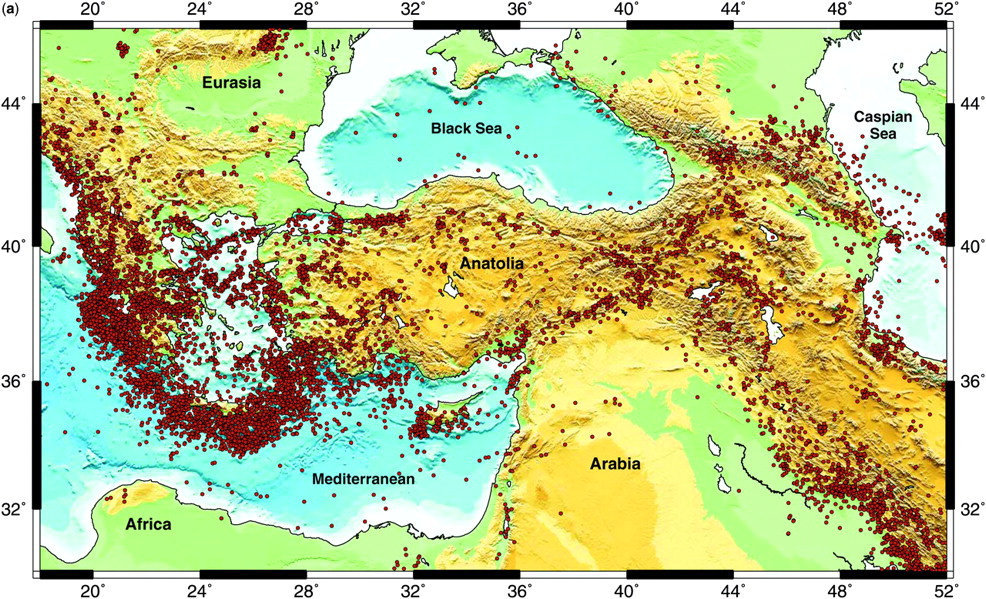 (a)
20° 24° 28° 32° 36° 40° 44° 48° 52°
Eurasia
44° 44°
Black Sea
Caspian
Sea
40° 40°
Anatolia
36° 36°
Arabia
Mediterranean
32° 32°
Africa
20° 24° 28° 32° 36° 40° 44° 48° 52°